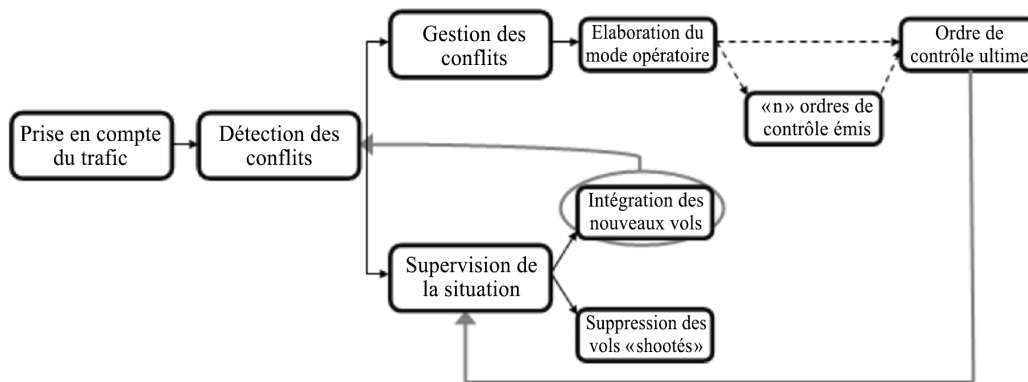 Prise en compte
du trafic
Détection des
conflits
Gestion des
conflits
Elaboration du
mode opératoire
«n» ordres de
contrôle émis
Ordre de
contrôle ultime
Supervision de
la situation
Intégration des
nouveaux vols
Suppression des
vols «shootés»